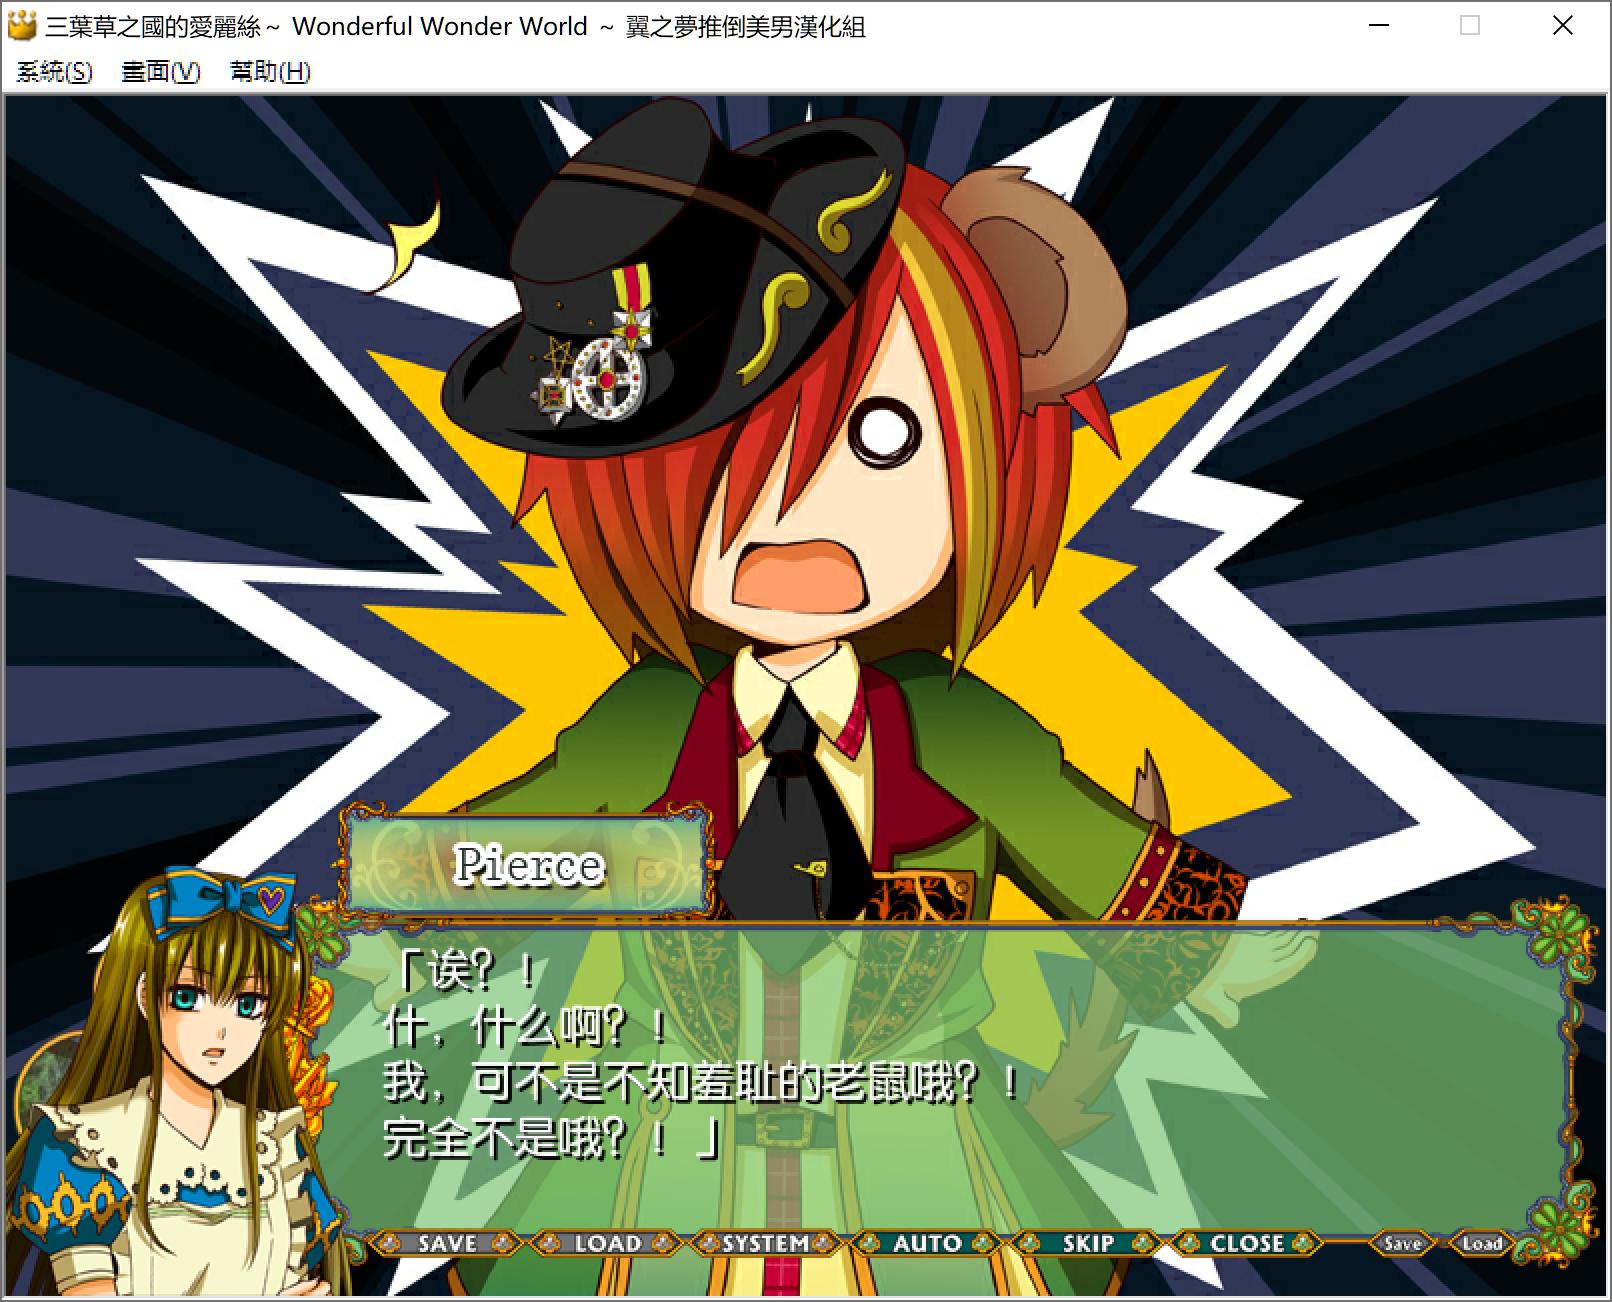 三葉草之國的愛麗絲～ Wonderful Wonder World ～ 翼之夢推倒美男漢化組
系統(S) 畫面(V) 幫助(H)
Pierce
「诶？！
什，什么啊？！
我，可不是不知羞耻的老鼠哦？！
完全不是哦？！」
SAVE LOAD SYSTEM AUTO SKIP CLOSE Save Load